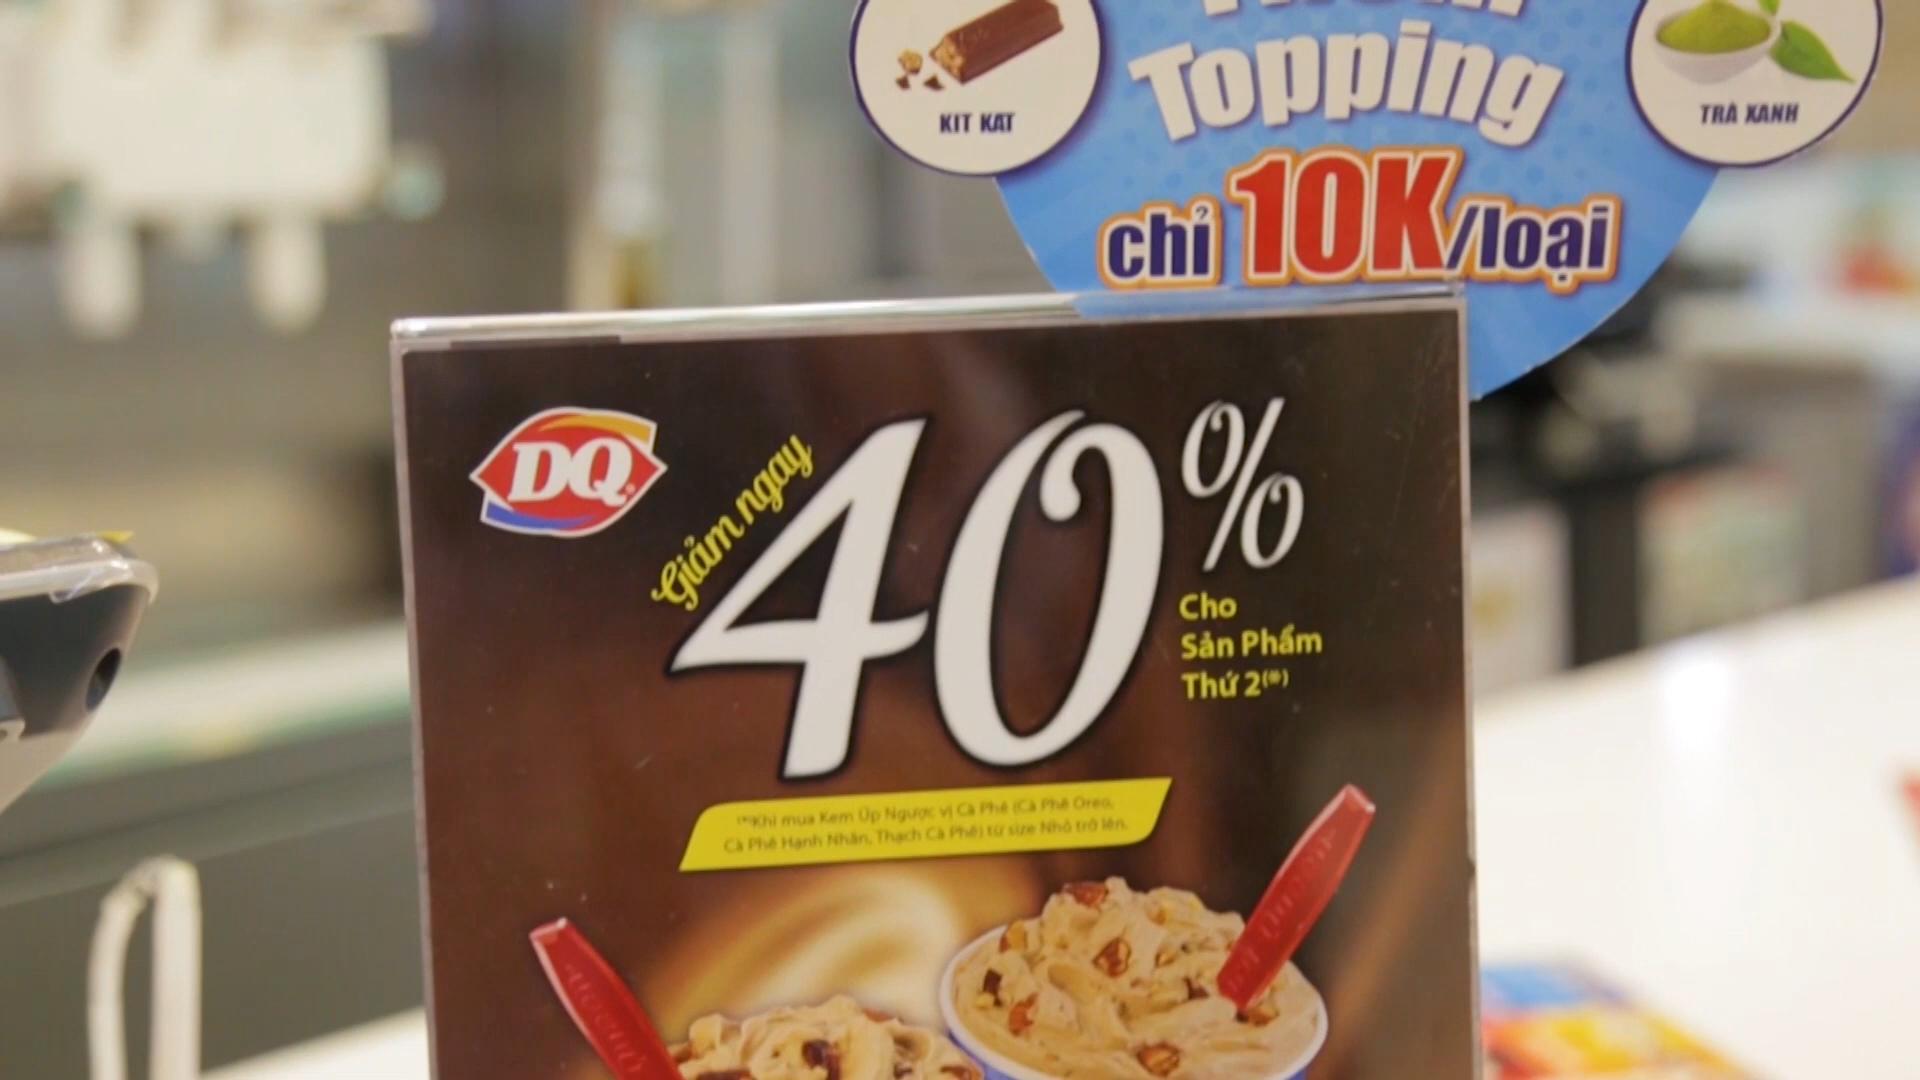 Topping
chỉ 10K/loại
KIT KAT
TRÀ XANH
DQ
Giảm ngay
40%
Cho
Sản Phẩm
Thứ 2(*)
(*)Khi mua Kem Úp Ngược vị Cà Phê (Cà Phê Oreo,
Cà Phê Hạnh Nhân, Thạch Cà Phê) từ size Nhỏ trở lên.